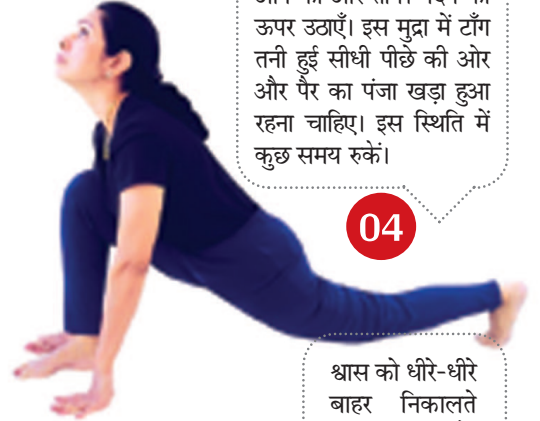 ऊपर उठाएँ। इस मुद्रा में टाँग
तनी हुई सीधी पीछे की ओर
और पैर का पंजा खड़ा हुआ
रहना चाहिए। इस स्थिति में
कुछ समय रुकें।
04
श्वास को धीरे-धीरे
बाहर निकालते